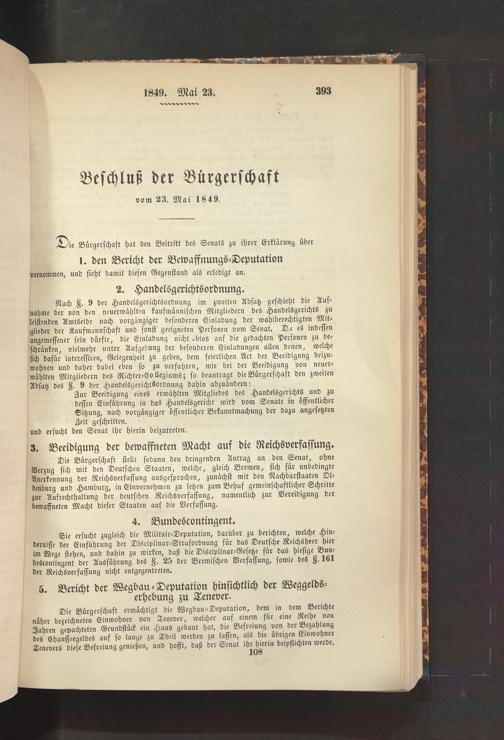 1849. Mai 23.
393
Beschluß der Bürgerschaft
vom 23. Mai 1849.
Die Bürgerschaft hat den Beitritt des Senats zu ihrer Erklärung über
1. den Bericht der Bewaffnungs-Deputation
vernommen, und sieht damit diesen Gegenstand als erledigt an.
2. Handelsgerichtsordnung.
Nach §. 9 der Handelsgerichtsordnung im zweiten Absatz geschieht die Auf-
nahme der von den neuerwählten kaufmännischen Mitgliedern des Handelsgerichts zu
leistenden Amtseide nach vorgängiger besonderen Einladung der wahlberechtigten Mit-
glieder der Kaufmannschaft und sonst geeigneten Personen vom Senat. Da es indessen
angemessener sein dürfte, die Einladung nicht blos auf die gedachten Personen zu be-
schränken, vielmehr unter Aufgebung der besonderen Einladungen allen denen, welche
sich dafür interessiren, Gelegenheit zu geben, dem feierlichen Act der Beeidigung beizu-
wohnen und daher dabei eben so zu verfahren, wie bei der Beeidigung von neuer-
wählten Mitgliedern des Richter-Collegiums; so beantragt die Bürgerschaft den zweiten
Absatz des §. 9 der Handelsgerichtsordnung dahin abzuändern:
Zur Beeidigung eines erwählten Mitgliedes des Handelsgerichts und zu
dessen Einführung in das Handelsgericht wird vom Senate in öffentlicher
Sitzung, nach vorgängiger öffentlicher Bekanntmachung der dazu angesetzten
Zeit geschritten.
und ersucht den Senat ihr hierin beizutreten.
3. Beeidigung der bewaffneten Macht auf die Reichsverfassung.
Die Bürgerschaft stellt sodann den dringenden Antrag an den Senat, ohne
Verzug sich mit den Deutschen Staaten, welche, gleich Bremen, sich für unbedingte
Anerkennung der Reichsverfassung ausgesprochen, zunächst mit den Nachbarstaaten Ol-
denburg und Hamburg, in Einvernehmen zu setzen zum Behuf gemeinschaftlicher Schritte
zur Aufrechthaltung der deutschen Reichsverfassung, namentlich zur Vereidigung der
bewaffneten Macht dieser Staaten auf die Verfassung.
4. Bundescontingent.
Sie ersucht zugleich die Militair-Deputation, darüber zu berichten, welche Hin-
dernisse der Einführung der Disciplinar-Strafordnung für das Deutsche Reichsheer hier
im Wege stehen, und dahin zu wirken, daß die Disciplinar-Gesetze für das hiesige Bun-
descontingent der Ausführung des §. 25 der Bremischen Verfassung, sowie des §. 161
der Reichsverfassung nicht entgegentreten.
5. Bericht der Wegbau-Deputation hinsichtlich der Weggelds-
erhebung zu Tenever.
Die Bürgerschaft ermächtigt die Wegbau-Deputation, dem in dem Berichte
näher bezeichneten Einwohner von Tenever, welcher auf einem für eine Reihe von
Jahren gepachteten Grundstück ein Haus gebaut hat, die Befreiung von der Bezahlung
des Chausseegeldes auf so lange zu Theil werden zu lassen, als die übrigen Einwohner
Tenevers diese Befreiung genießen, und hofft, daß der Senat ihr hierin beipflichten werde.
108